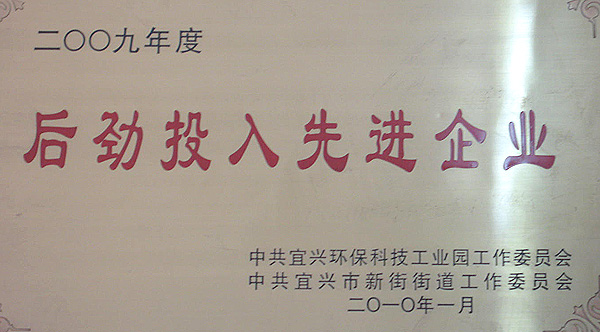 二〇〇九年度
后劲投入先进企业
中共宜兴环保科技工业园工作委员会
中共宜兴市新街街道工作委员会
二〇一〇年一月